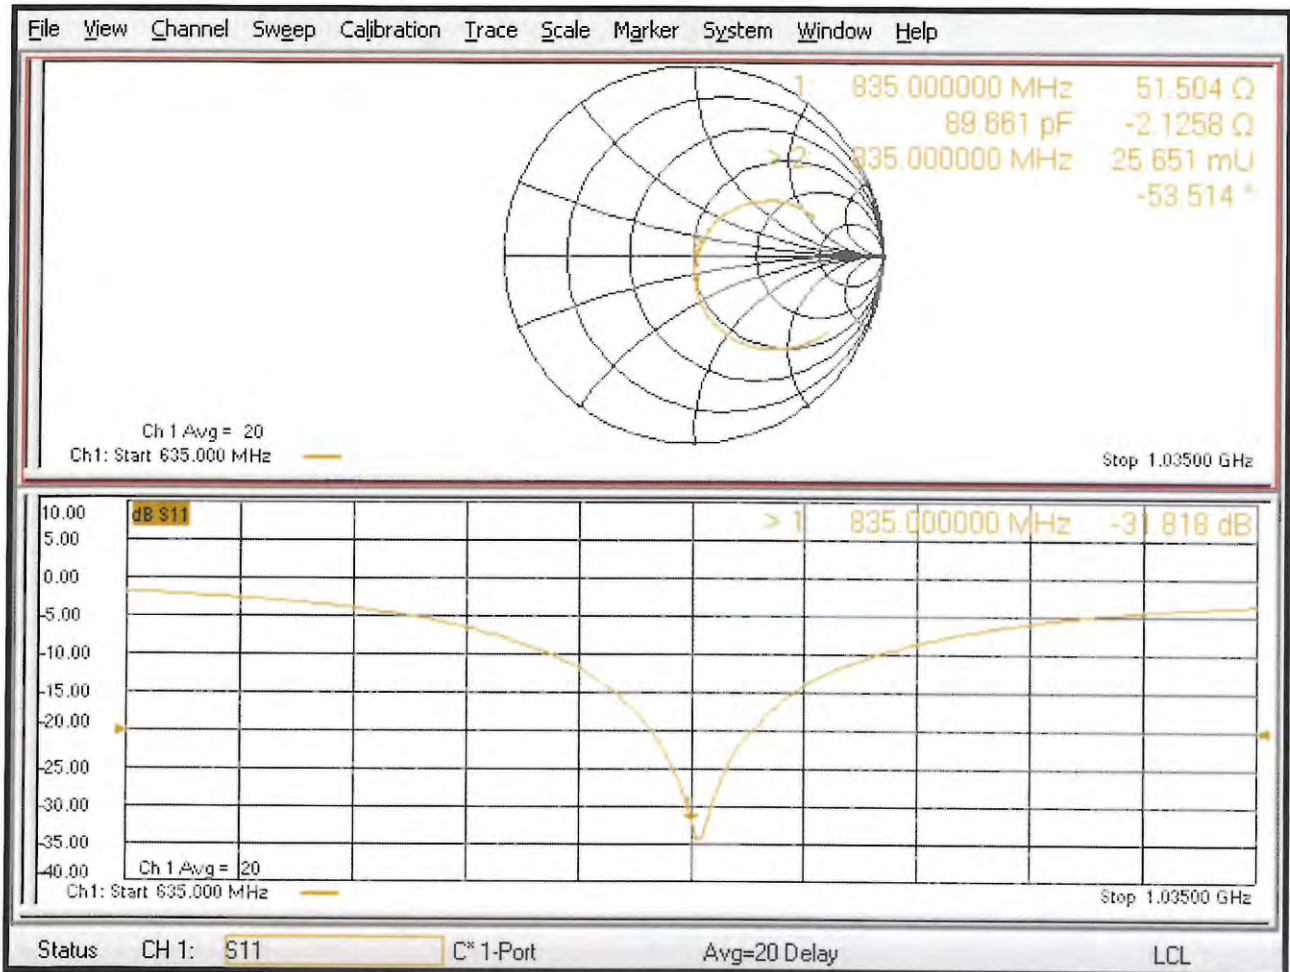 File View Channel Sweep Calibration Trace Scale Marker System Window Help
1: 835.000000 MHz 51.504 Ω
89.661 pF -2.1258 Ω
> 2: 835.000000 MHz 25.651 mU
-53.514 °
Ch 1 Avg = 20
Ch1: Start 635.000 MHz
Stop 1.03500 GHz
10.00
dB S11
> 1: 835.000000 MHz -31.818 dB
5.00
0.00
-5.00
-10.00
-15.00
-20.00
-25.00
-30.00
-35.00
-40.00
Ch 1 Avg = 20
Ch1: Start 635.000 MHz
Stop 1.03500 GHz
Status CH 1: S11 C* 1-Port Avg=20 Delay LCL